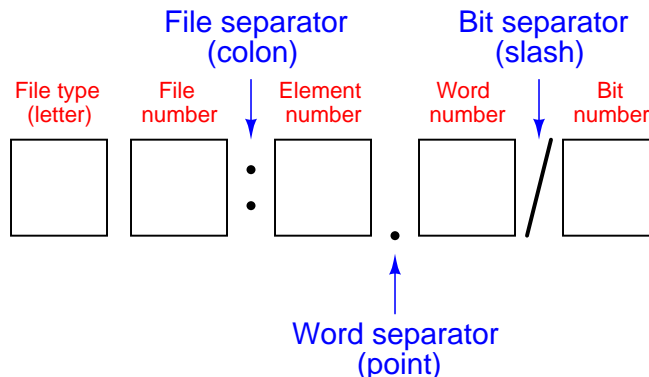 File separator
(colon)
Bit separator
(slash)
File type
(letter)
File
number
Element
number
Word
number
Bit
number
:
.
/
Word separator
(point)